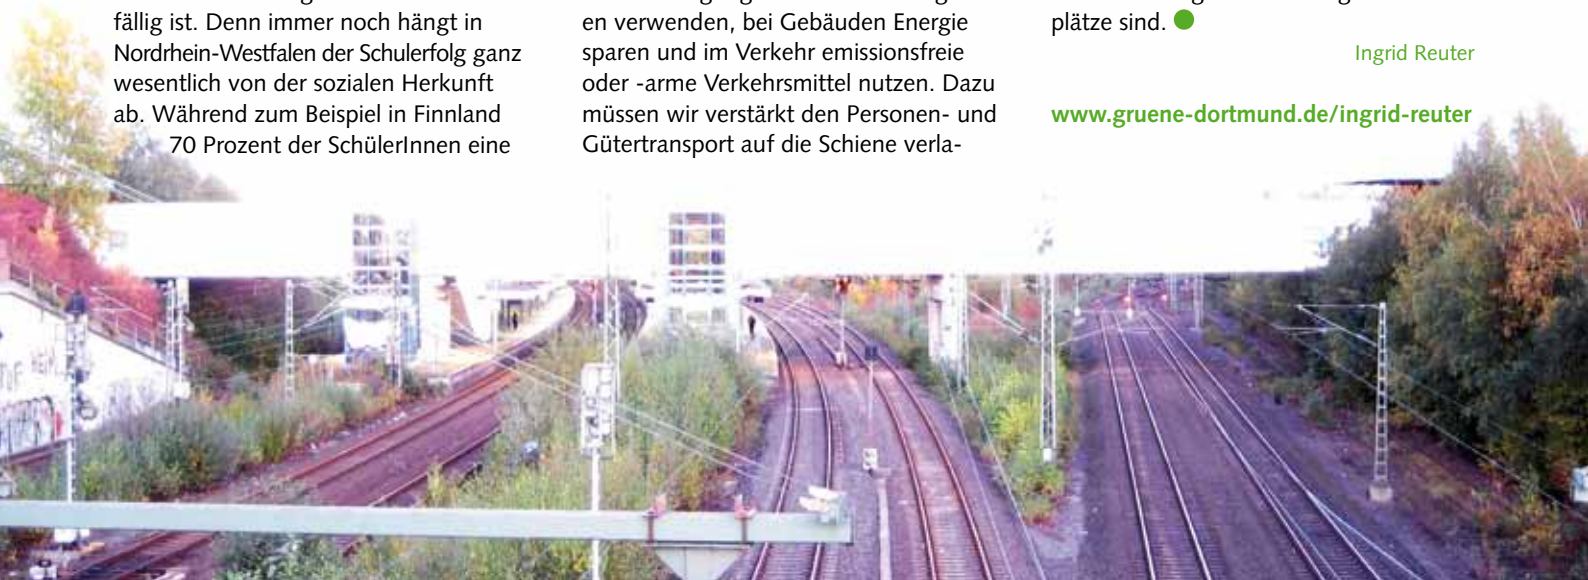 fällig ist. Denn immer noch hängt in
Nordrhein-Westfalen der Schulerfolg ganz
wesentlich von der sozialen Herkunft
ab. Während zum Beispiel in Finnland
70 Prozent der SchülerInnen eine
en verwenden, bei Gebäuden Energie
sparen und im Verkehr emissionsfreie
oder -arme Verkehrsmittel nutzen. Dazu
müssen wir verstärkt den Personen- und
Gütertransport auf die Schiene verla-
plätze sind.
Ingrid Reuter
www.gruene-dortmund.de/ingrid-reuter